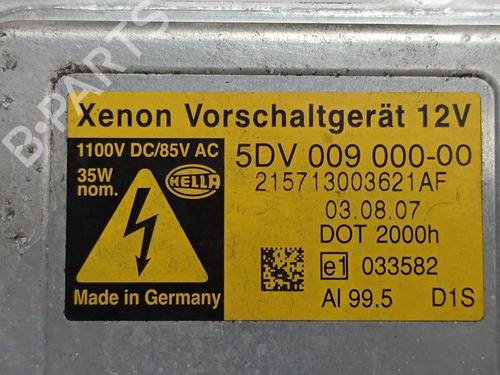 B-PARTS
Xenon Vorschaltgerät 12V
1100V DC/85V AC
35W
nom.
HELLA
Made in Germany
5DV 009 000-00
215713003621AF
03.08.07
DOT 2000h
e1 033582
Al 99.5 D1S